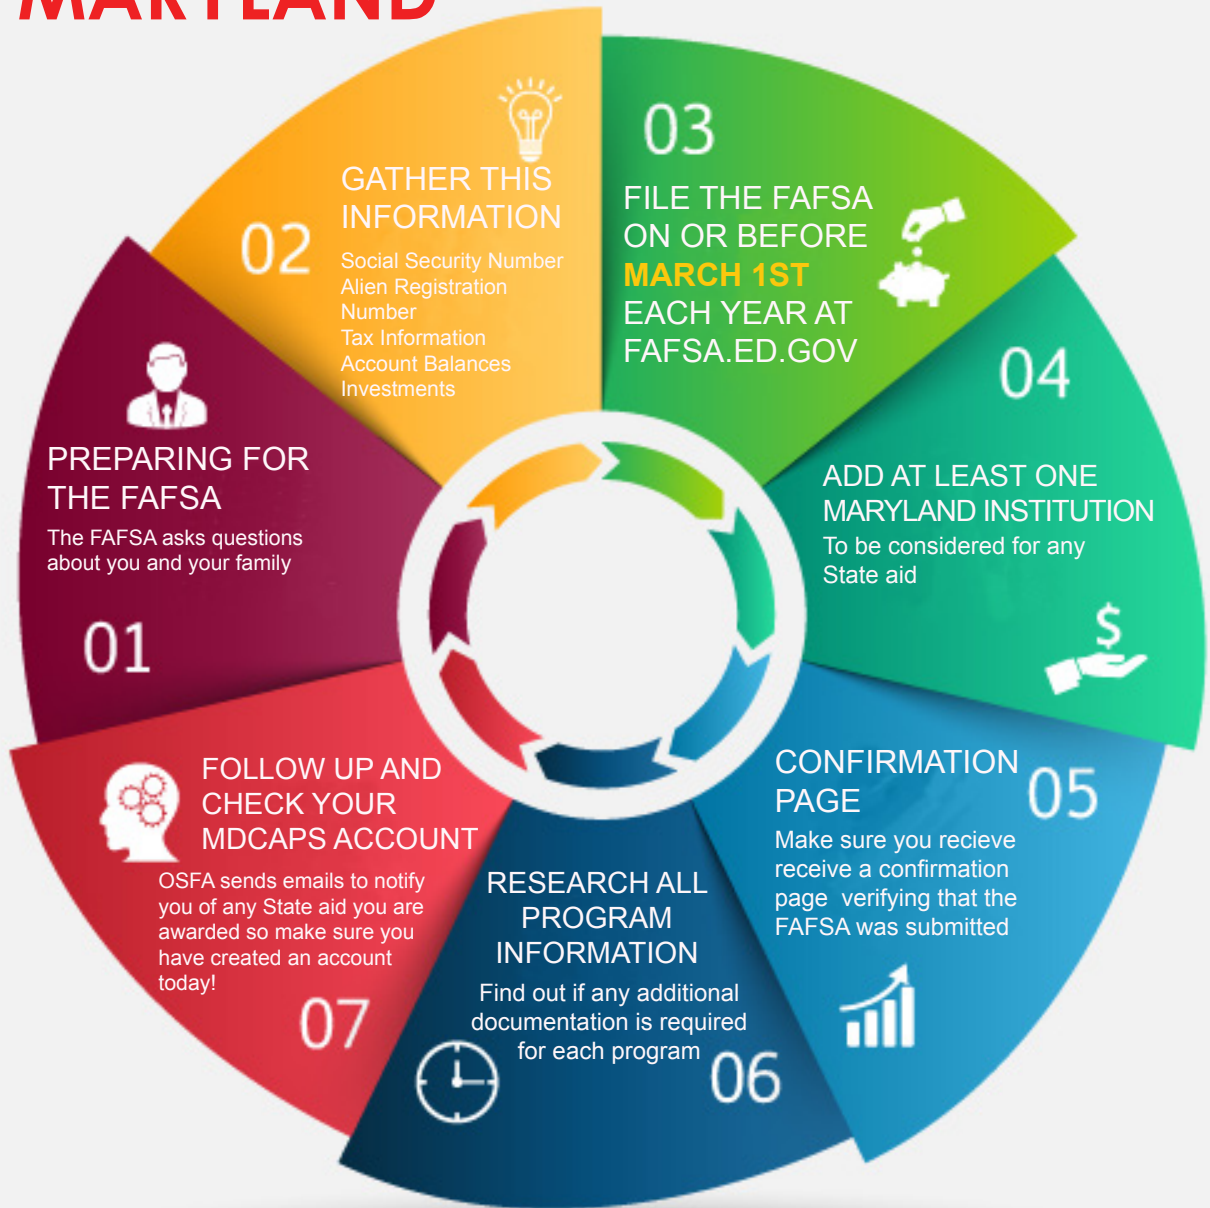 MARYLAND
01
PREPARING FOR
THE FAFSA
The FAFSA asks questions
about you and your family
02
GATHER THIS
INFORMATION
Social Security Number
Alien Registration
Number
Tax Information
Account Balances
Investments
03
FILE THE FAFSA
ON OR BEFORE
MARCH 1ST
EACH YEAR AT
FAFSA.ED.GOV
04
ADD AT LEAST ONE
MARYLAND INSTITUTION
To be considered for any
State aid
$
CONFIRMATION
PAGE
05
Make sure you recieve
receive a confirmation
page  verifying that the
FAFSA was submitted
RESEARCH ALL
PROGRAM
INFORMATION
Find out if any additional
documentation is required
for each program
06
FOLLOW UP AND
CHECK YOUR
MDCAPS ACCOUNT
OSFA sends emails to notify
you of any State aid you are
awarded so make sure you
have created an account
today!
07